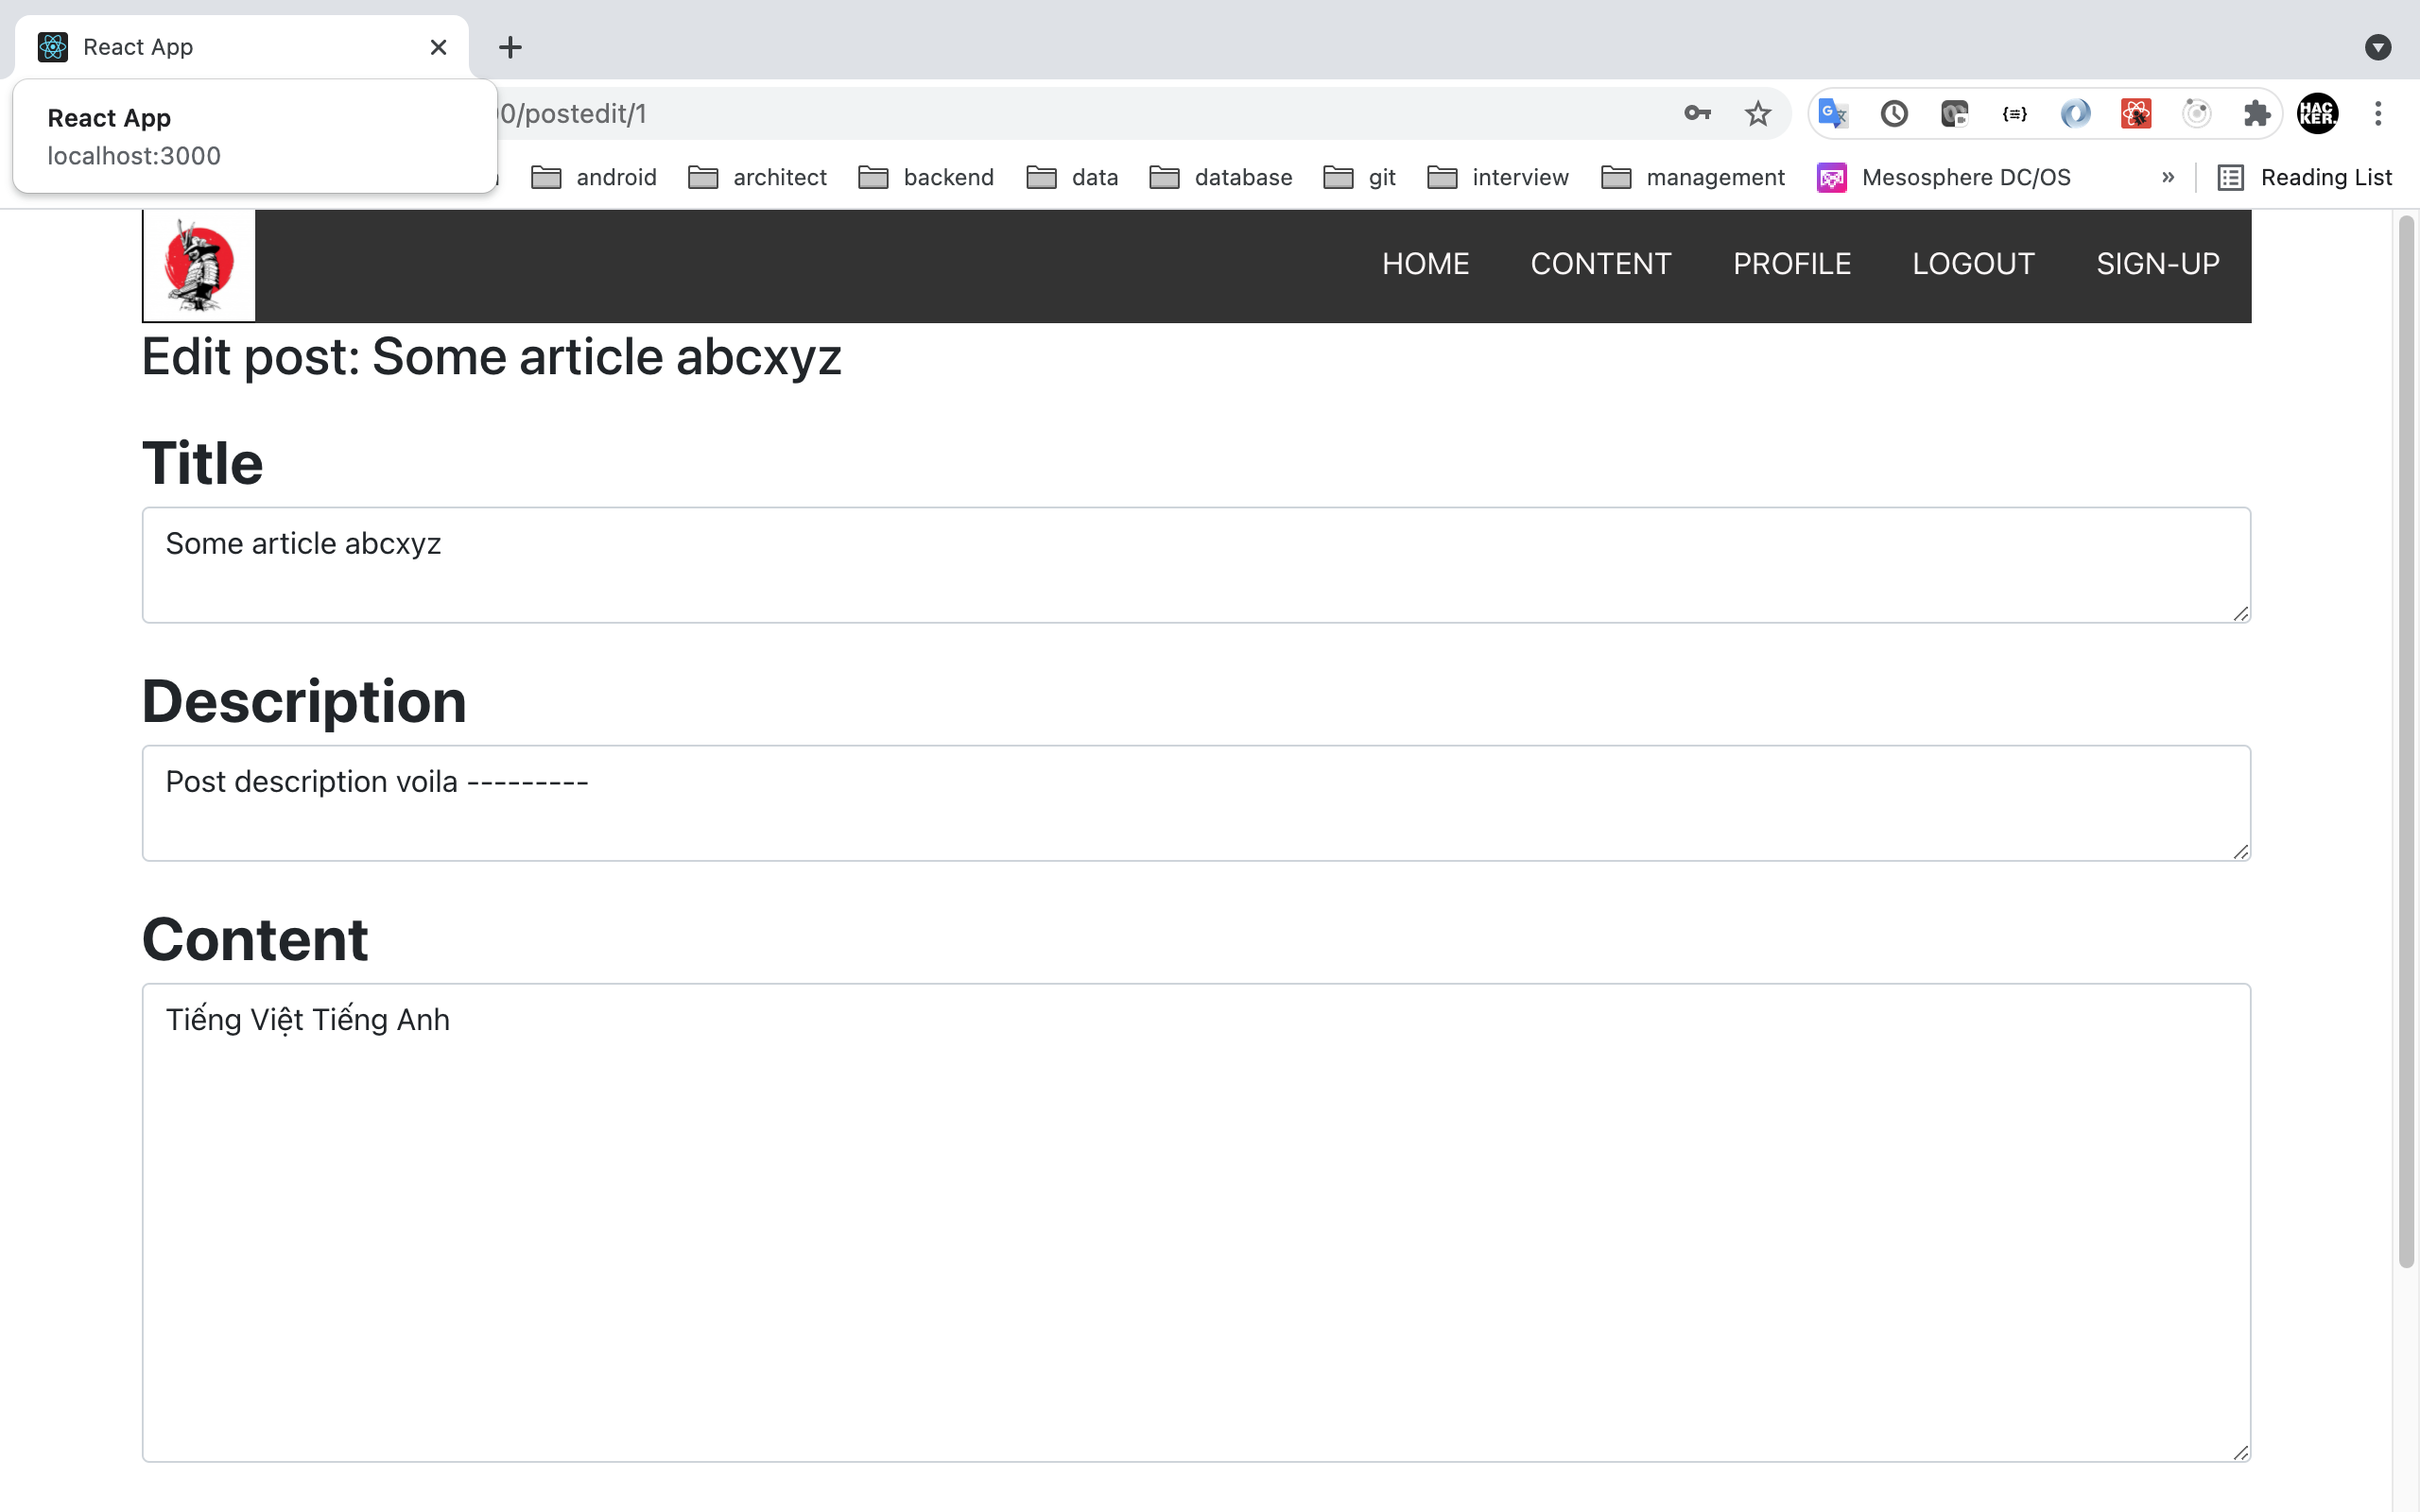 React App
React App
localhost:3000
0/postedit/1
HAC
KER.
android architect backend data database git interview management Mesosphere DC/OS » Reading List
HOME CONTENT PROFILE LOGOUT SIGN-UP
Edit post: Some article abcxyz
Title
Some article abcxyz
Description
Post description voila ---------
Content
Tiếng Việt Tiếng Anh